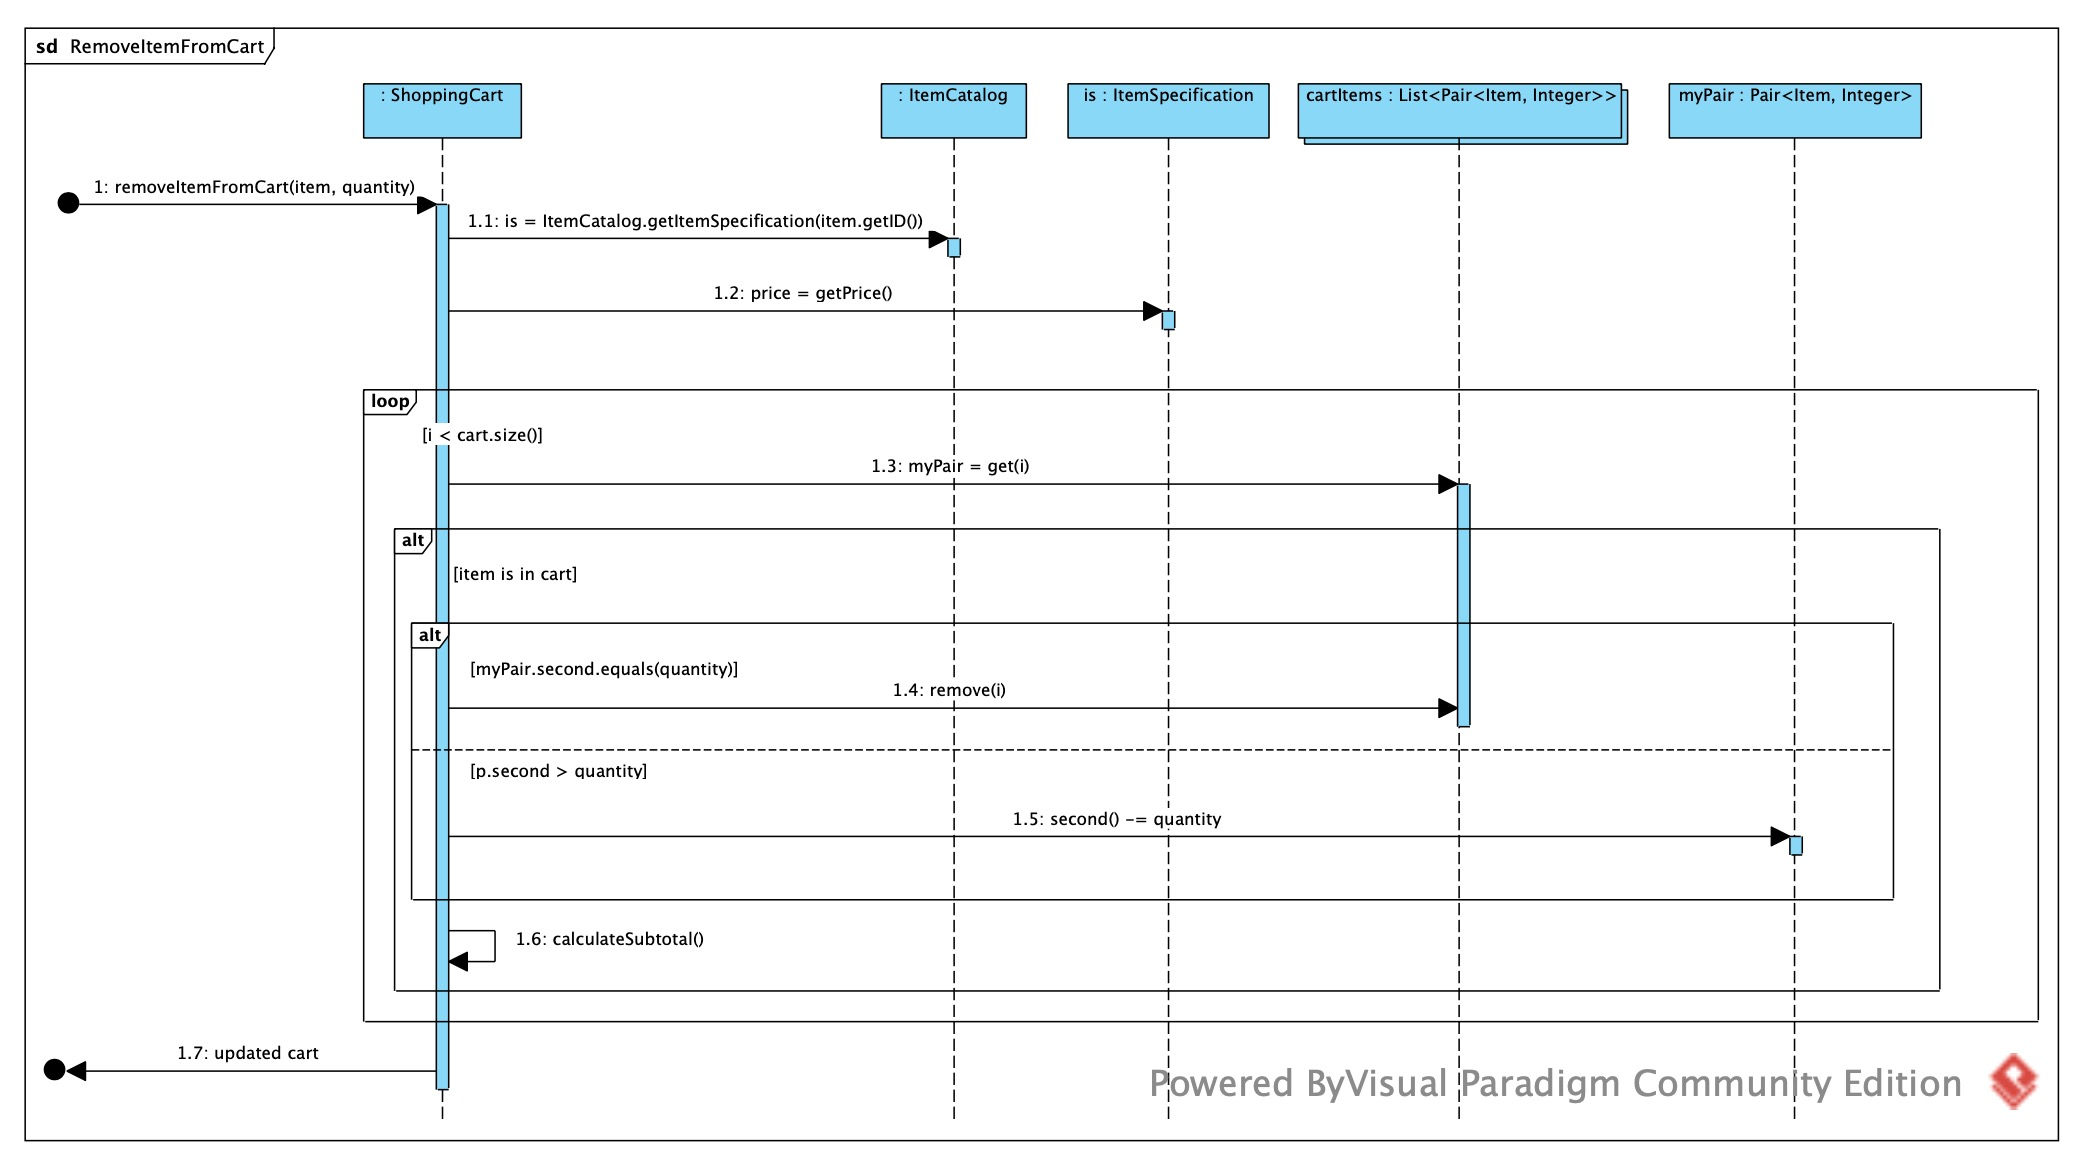 sd RemoveItemFromCart
: ShoppingCart
: ItemCatalog
is : ItemSpecification
cartItems : List<Pair<Item, Integer>>
myPair : Pair<Item, Integer>
1: removeItemFromCart(item, quantity)
1.1: is = ItemCatalog.getItemSpecification(item.getID())
1.2: price = getPrice()
loop
[i < cart.size()]
1.3: myPair = get(i)
alt
[item is in cart]
alt
[myPair.second.equals(quantity)]
1.4: remove(i)
[p.second > quantity]
1.5: second() -= quantity
1.6: calculateSubtotal()
1.7: updated cart
Powered ByVisual Paradigm Community Edition